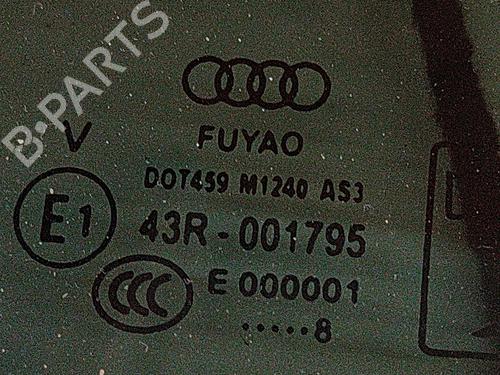 B-PARTS
V
FUYAO
DOT459 M1240 AS3
E1
43R-001795
CCC
E 000001
.....8